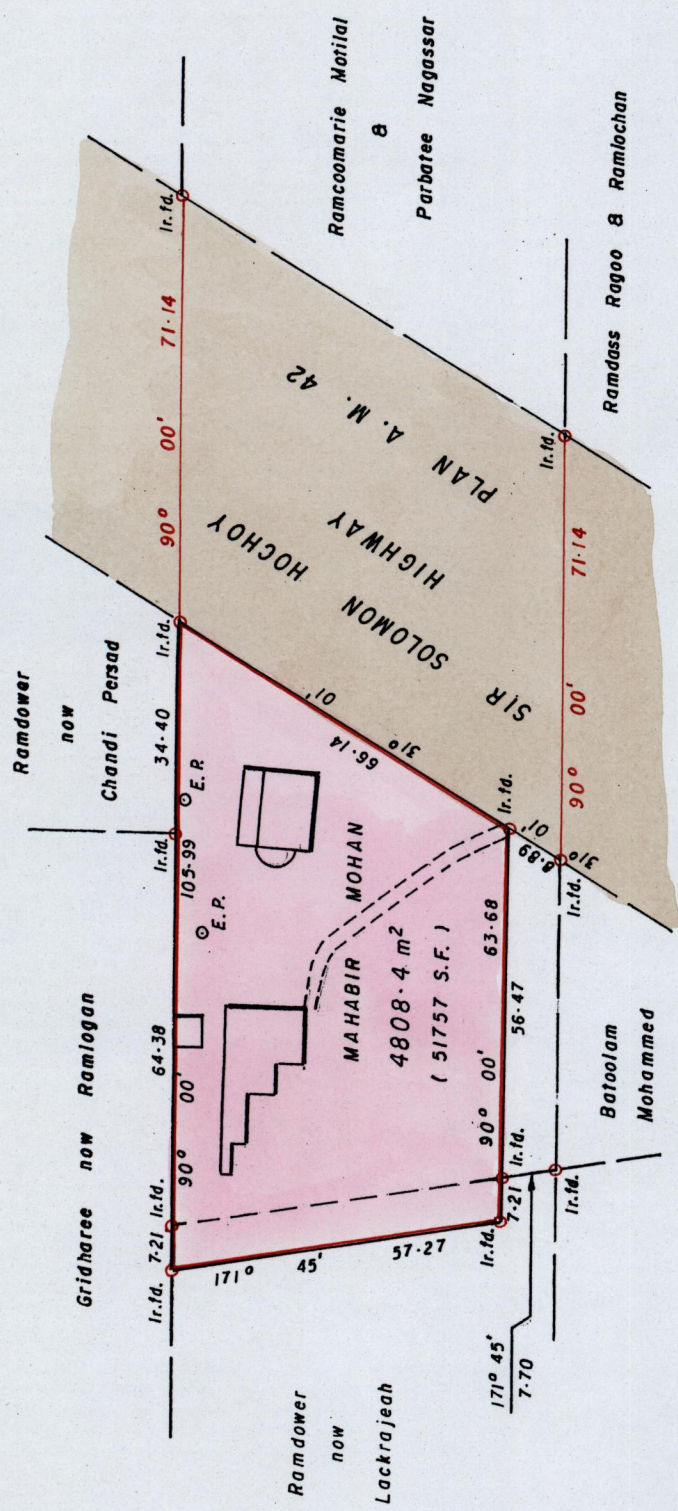 Ramdower
now
Chandi Persad
Gridharee now Ramlogan
Ramcoomarie Motilal
&
Parbatee Nagassar
Ramdass Ragoo & Ramlochan
Ramdower
now
Lackrajeah
Batoolam
Mohammed
Ir.fd.
7·21
Ir.fd.
90° 00'
64·38
105·99
Ir.fd.
34·40
Ir.fd.
90° 00' 71·14
Ir.fd.
E.P.
E.P.
MAHABIR MOHAN
4808·4 m²
( 51757 S.F. )
171° 45' 57·27
Ir.fd.
7·21
Ir.fd.
90° 00' 63·68
56·47
Ir.fd.
31° 01'
66·14
31° 01'
8·89
Ir.fd.
90° 00' 71·14
Ir.fd.
Ir.fd.
171° 45'
7·70
SIR SOLOMON HOCHOY
HIGHWAY
PLAN A. M. 42